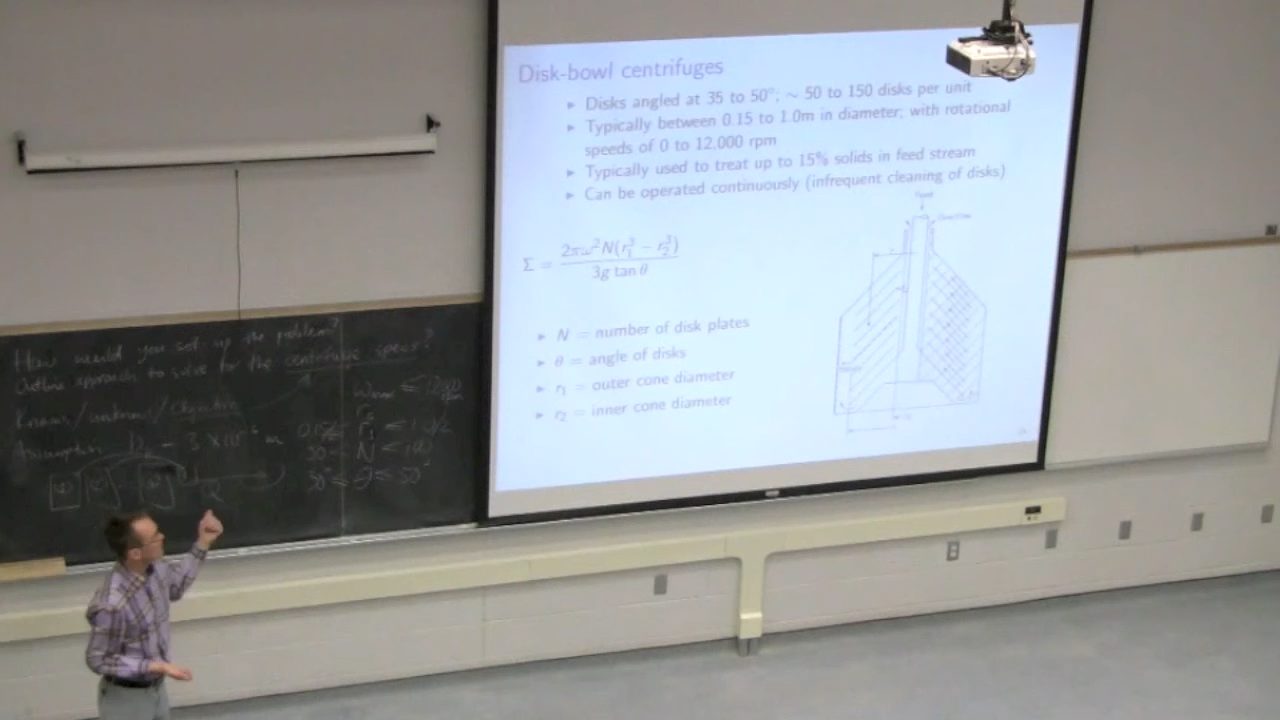 Disk-bowl centrifuges
▸ Disks angled at 35 to 50°; ~ 50 to 150 disks per unit
▸ Typically between 0.15 to 1.0m in diameter; with rotational
speeds of 0 to 12,000 rpm
▸ Typically used to treat up to 15% solids in feed stream
▸ Can be operated continuously (infrequent cleaning of disks)
Σ = 2πω²N(r₁³ − r₂³) / 3g tan θ
▸ N = number of disk plates
▸ θ = angle of disks
▸ r₁ = outer cone diameter
▸ r₂ = inner cone diameter
Feed
Overflow
How would you set up the problem?
Outline approach to solve for the centrifuge speed?
Knowns/unknowns/Objective
Assumption